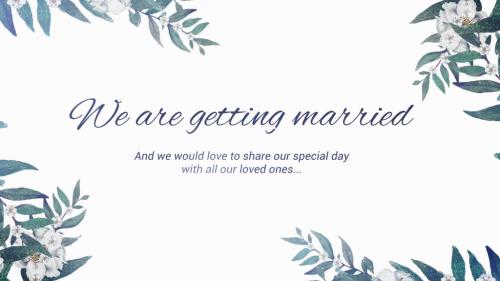 We are getting married
And we would love to share our special day
with all our loved ones...